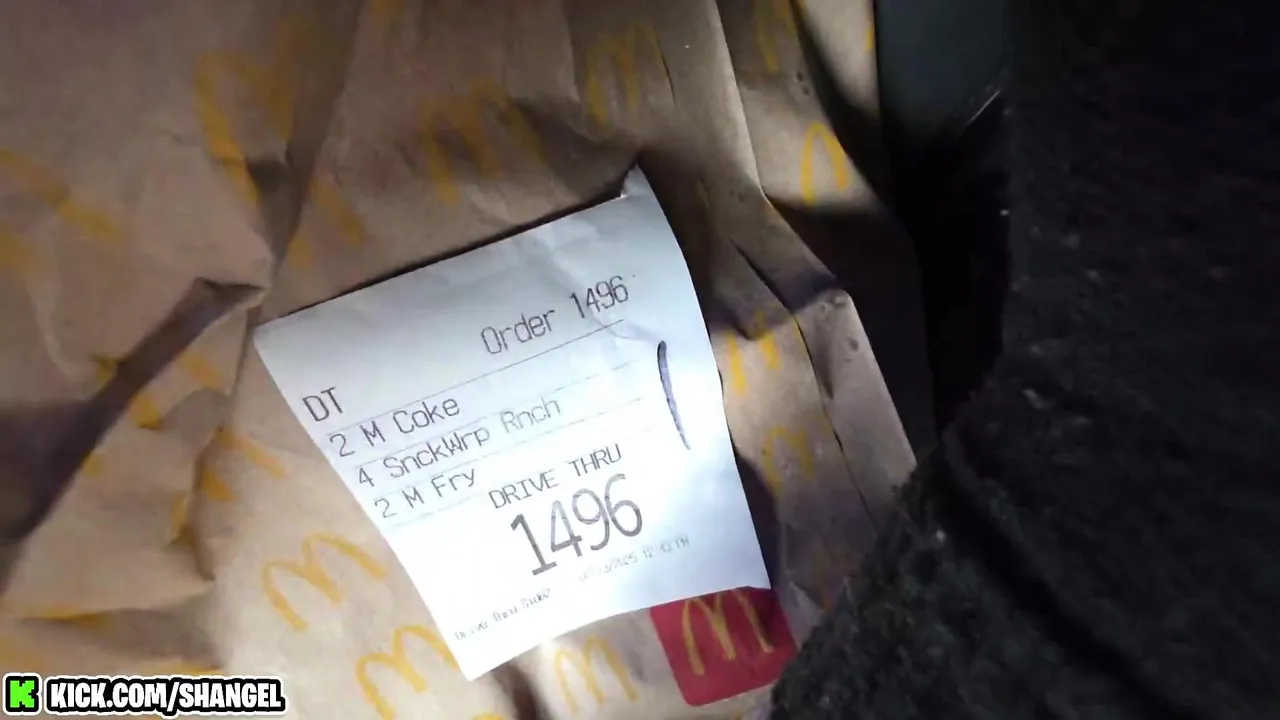 Order 1496
DT
2 M Coke
4 SnckWrp Rnch
2 M Fry
DRIVE THRU
1496
KICK.COM/SHANGEL